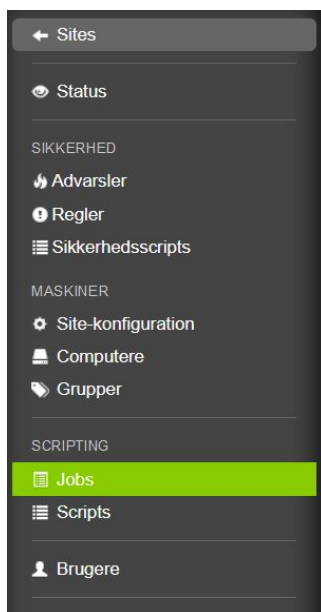 Sites
Status
SIKKERHED
Advarsler
Regler
Sikkerhedsscripts
MASKINER
Site-konfiguration
Computere
Grupper
SCRIPTING
Jobs
Scripts
Brugere